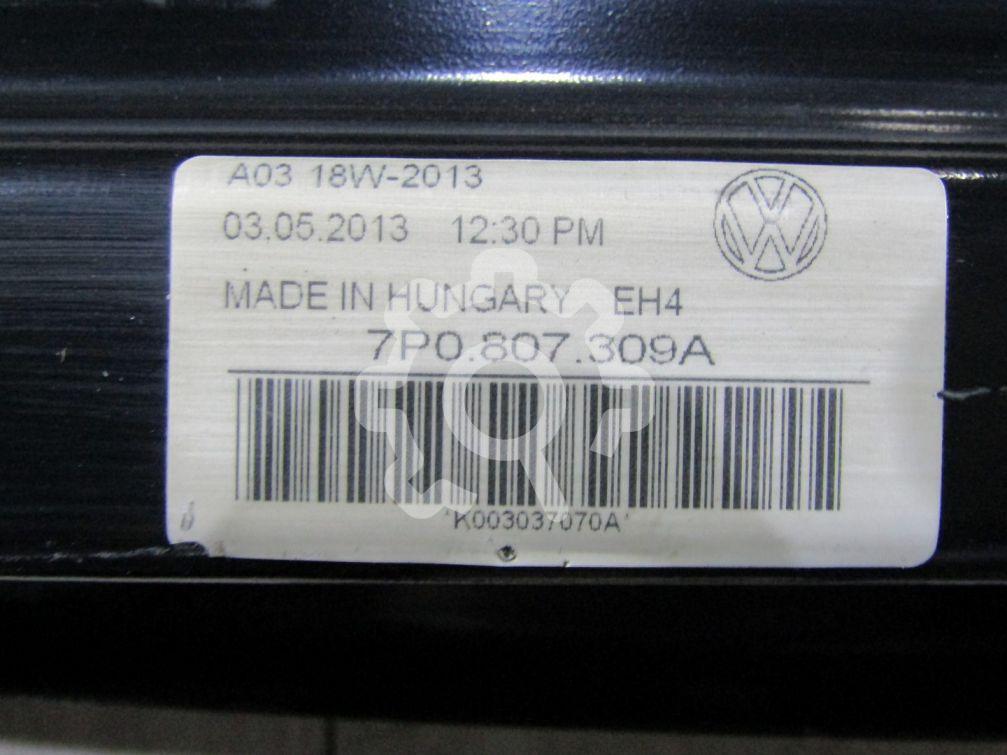 A03 18W-2013
03.05.2013 12:30 PM
MADE IN HUNGARY EH4
7P0.807.309A
*K003037070A*